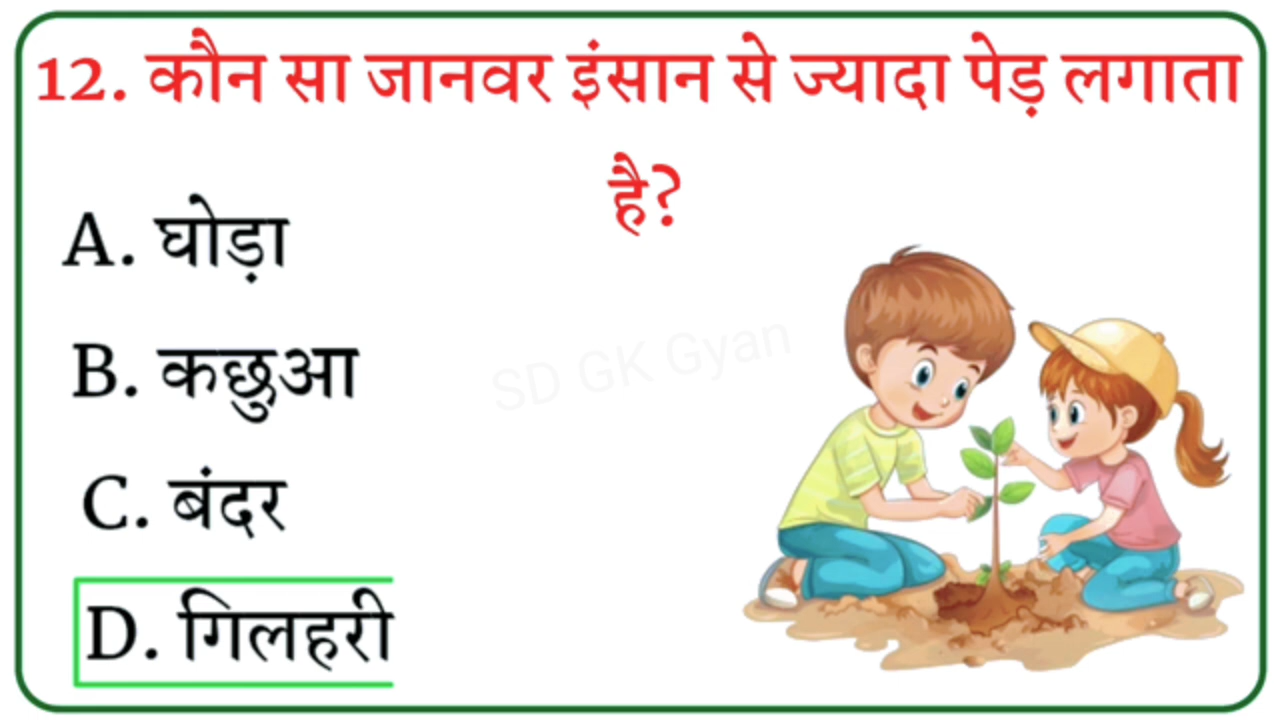 12. कौन सा जानवर इंसान से ज्यादा पेड़ लगाता
है?
A. घोड़ा
B. कछुआ
SD GK Gyan
C. बंदर
D. गिलहरी